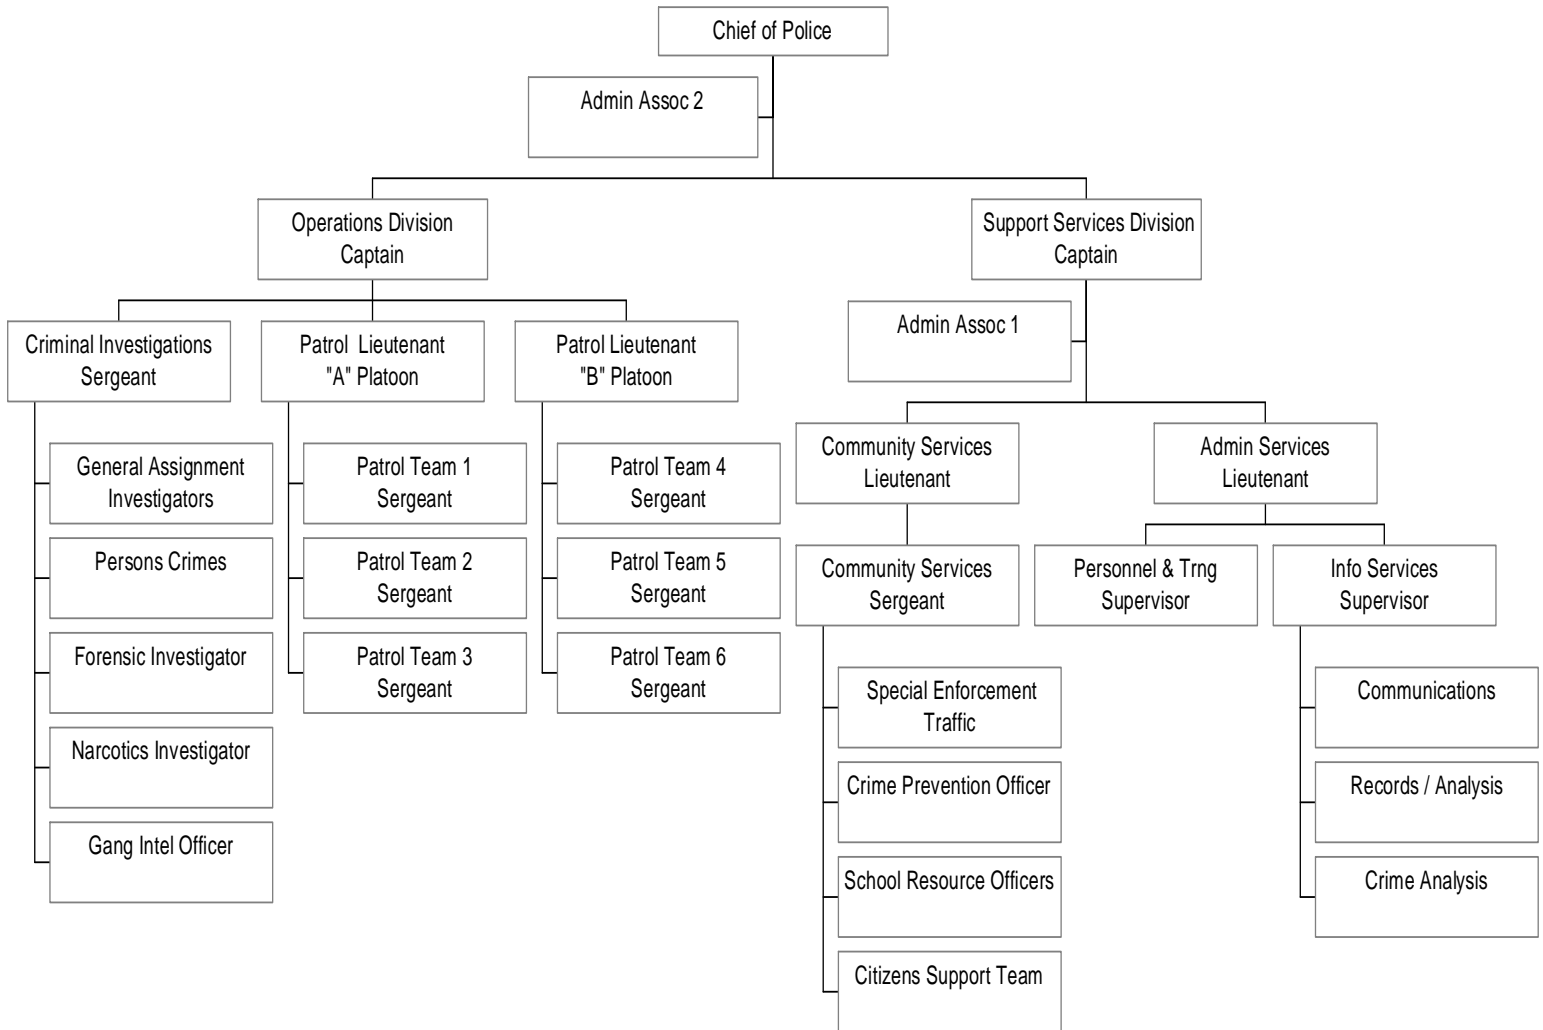 Chief of Police
Admin Assoc 2
Operations Division
Captain
Support Services Division
Captain
Criminal Investigations
Sergeant
Patrol Lieutenant
"A" Platoon
Patrol Lieutenant
"B" Platoon
Admin Assoc 1
General Assignment
Investigators
Persons Crimes
Forensic Investigator
Narcotics Investigator
Gang Intel Officer
Patrol Team 1
Sergeant
Patrol Team 2
Sergeant
Patrol Team 3
Sergeant
Patrol Team 4
Sergeant
Patrol Team 5
Sergeant
Patrol Team 6
Sergeant
Community Services
Lieutenant
Admin Services
Lieutenant
Community Services
Sergeant
Personnel & Trng
Supervisor
Info Services
Supervisor
Special Enforcement
Traffic
Crime Prevention Officer
School Resource Officers
Citizens Support Team
Communications
Records / Analysis
Crime Analysis